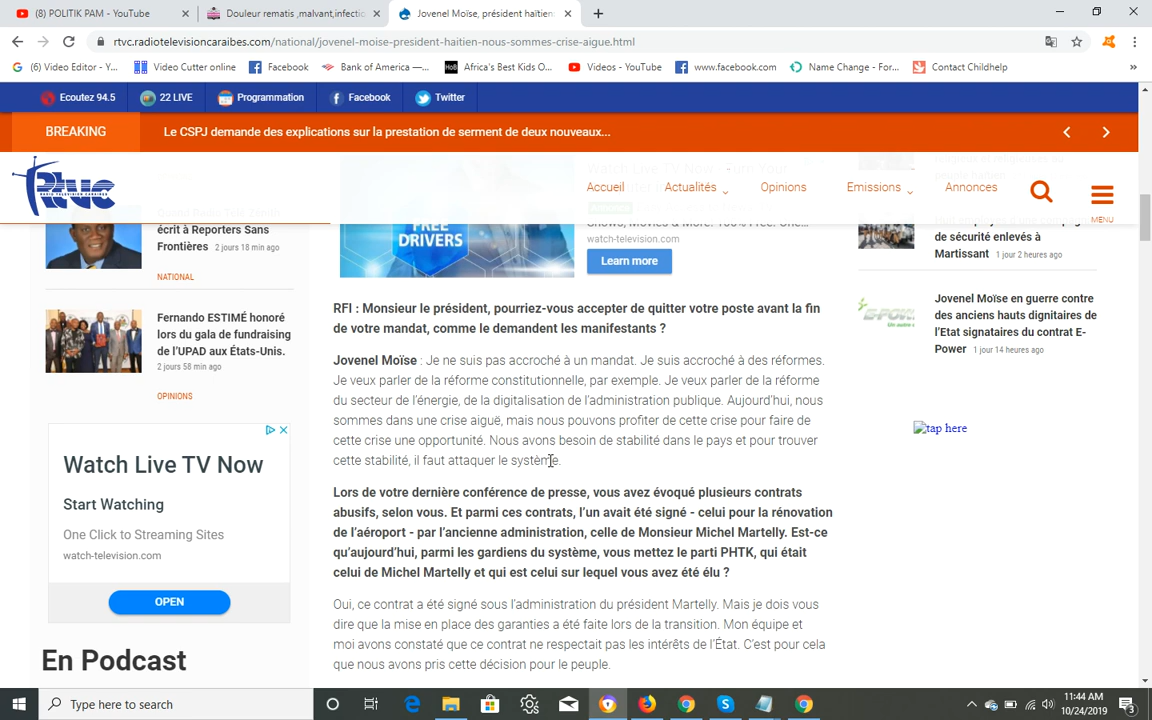 (8) POLITIK PAM - YouTube
Douleur rematis ,malvant,infectio
Jovenel Moïse, président haïtien
rtvc.radiotelevisioncaraibes.com/national/jovenel-moise-president-haitien-nous-sommes-crise-aigue.html
(6) Video Editor - Y...
Video Cutter online
Facebook
Bank of America —...
Africa's Best Kids O...
Videos - YouTube
www.facebook.com
Name Change - For...
Contact Childhelp
Ecoutez 94.5
22 LIVE
Programmation
Facebook
Twitter
BREAKING
Le CSPJ demande des explications sur la prestation de serment de deux nouveaux...
Accueil
Actualités
Opinions
Emissions
Annonces
MENU
écrit à Reporters Sans
Frontières 2 jours 18 min ago
NATIONAL
Fernando ESTIMÉ honoré
lors du gala de fundraising
de l'UPAD aux États-Unis.
2 jours 58 min ago
OPINIONS
Watch Live TV Now
Start Watching
One Click to Streaming Sites
watch-television.com
OPEN
En Podcast
FREE
DRIVERS
watch-television.com
Learn more
RFI : Monsieur le président, pourriez-vous accepter de quitter votre poste avant la fin
de votre mandat, comme le demandent les manifestants ?
Jovenel Moïse : Je ne suis pas accroché à un mandat. Je suis accroché à des réformes.
Je veux parler de la réforme constitutionnelle, par exemple. Je veux parler de la réforme
du secteur de l'énergie, de la digitalisation de l'administration publique. Aujourd'hui, nous
sommes dans une crise aiguë, mais nous pouvons profiter de cette crise pour faire de
cette crise une opportunité. Nous avons besoin de stabilité dans le pays et pour trouver
cette stabilité, il faut attaquer le système.
Lors de votre dernière conférence de presse, vous avez évoqué plusieurs contrats
abusifs, selon vous. Et parmi ces contrats, l'un avait été signé - celui pour la rénovation
de l'aéroport - par l'ancienne administration, celle de Monsieur Michel Martelly. Est-ce
qu'aujourd'hui, parmi les gardiens du système, vous mettez le parti PHTK, qui était
celui de Michel Martelly et qui est celui sur lequel vous avez été élu ?
Oui, ce contrat a été signé sous l'administration du président Martelly. Mais je dois vous
dire que la mise en place des garanties a été faite lors de la transition. Mon équipe et
moi avons constaté que ce contrat ne respectait pas les intérêts de l'État. C'est pour cela
que nous avons pris cette décision pour le peuple.
de sécurité enlevés à
Martissant 1 jour 2 heures ago
Jovenel Moïse en guerre contre
des anciens hauts dignitaires de
l'Etat signataires du contrat E-
Power 1 jour 14 heures ago
tap here
Type here to search
11:44 AM
10/24/2019
3